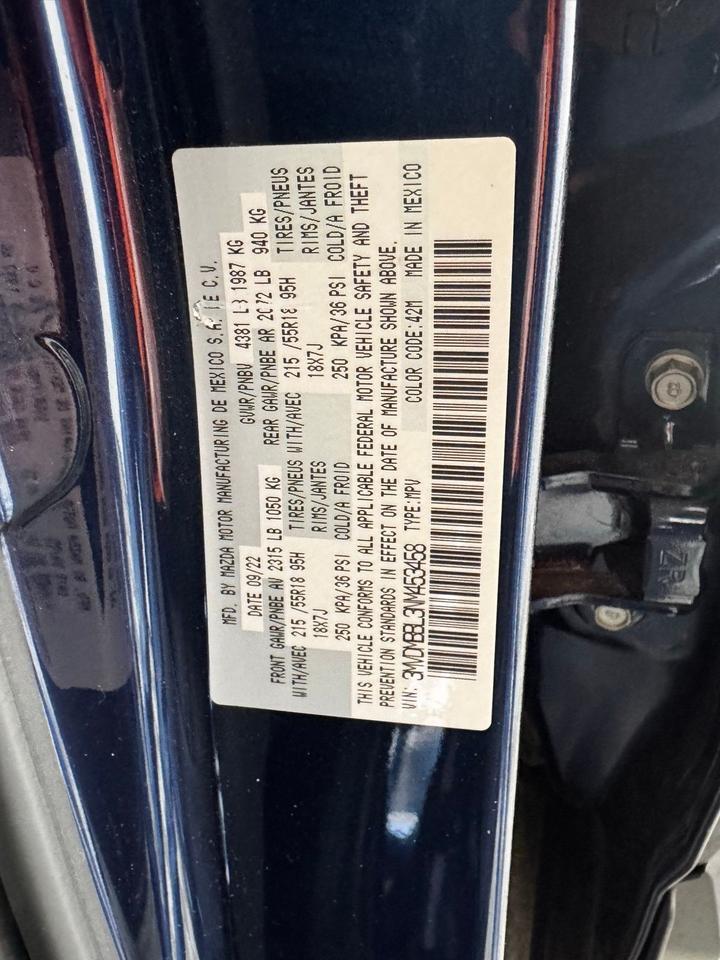 MFD. BY MAZDA MOTOR MANUFACTURING DE MEXICO S.A. DE C.V.
DATE 09/22 GVWR/PNBV 4381 LB 1987 KG
FRONT GAWR/PNBE AV 2315 LB 1050 KG REAR GAWR/PNBE AR 2072 LB 940 KG
TIRES/PNEUS TIRES/PNEUS
WITH/AVEC 215 /55R18 95H WITH/AVEC 215 /55R18 95H
RIMS/JANTES RIMS/JANTES
18X7J 18X7J
COLD/A FROID COLD/A FROID
250 KPA/36 PSI 250 KPA/36 PSI
THIS VEHICLE CONFORMS TO ALL APPLICABLE FEDERAL MOTOR VEHICLE SAFETY AND THEFT
PREVENTION STANDARDS IN EFFECT ON THE DATE OF MANUFACTURE SHOWN ABOVE.
VIN: 3MVDMBBL3NM453458 TYPE:MPV COLOR CODE:42M MADE IN MEXICO